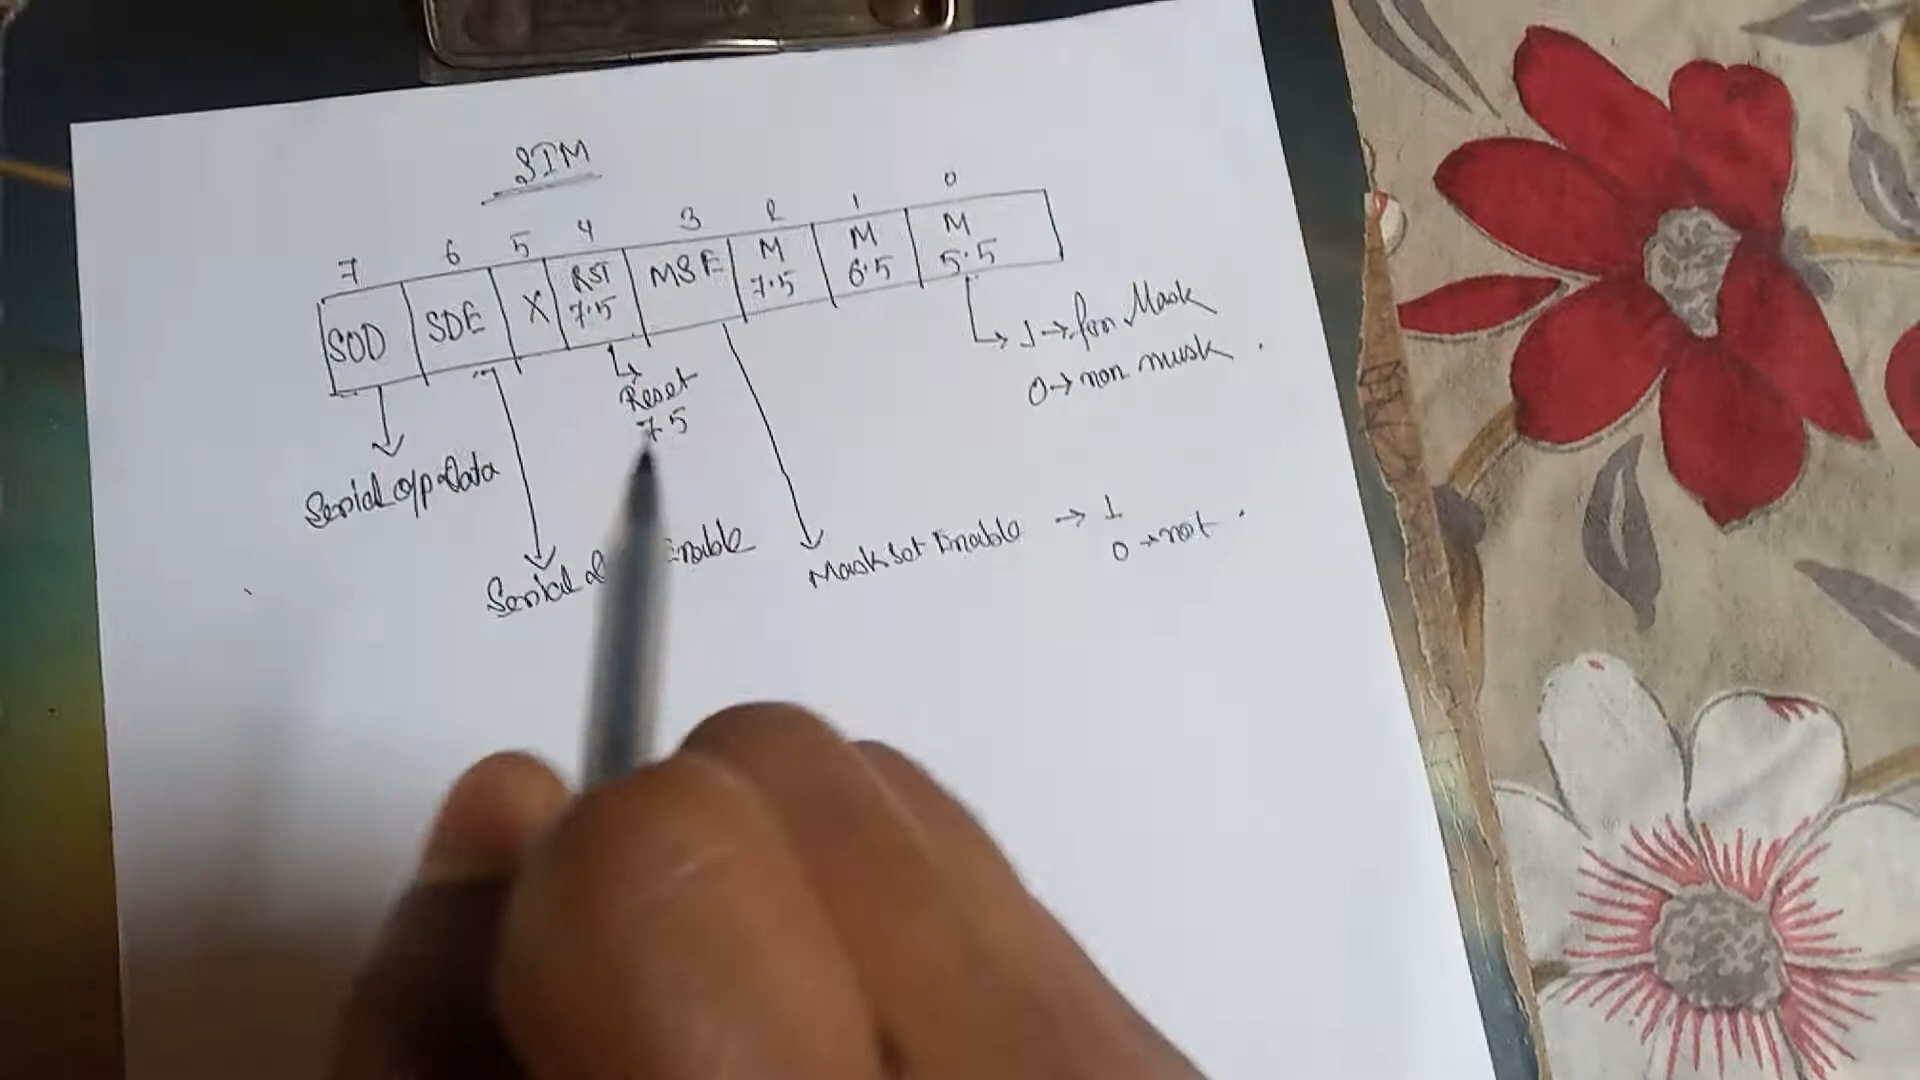 SIM
7 6 5 4 3 2 1 0
SOD SDE X RST 7.5 MSE M 7.5 M 6.5 M 5.5
1→for Mask
0→non musk.
Reset
7.5
Serial o/p Data
Serial Enable
Mask Set Enable → 1
0→not.